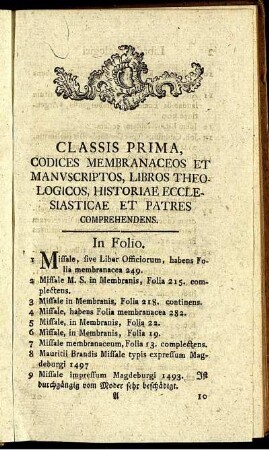 CLASSIS PRIMA,
CODICES MEMBRANACEOS ET
MANVSCRIPTOS, LIBROS THEO-
LOGICOS, HISTORIAE ECCLE-
SIASTICAE ET PATRES
COMPREHENDENS.
In Folio.
1 Missale, sive Liber Officiorum, habens Fo-
lia membranacea 249.
2 Missale M. S. in Membranis, Folia 215. com-
plectens.
3 Missale in Membranis, Folia 218. continens.
4 Missale, habens Folia membranacea 282.
5 Missale, in Membranis, Folia 22.
6 Missale, in Membranis, Folia 19.
7 Missale membranaceum, Folia 13. complectens.
8 Mauritii Brandis Missale typis expressum Mag-
deburgi 1497
9 Missale Impressum Magdeburgi 1493. Ist
durchgängig vom Moder sehr beschädigt.
A 10